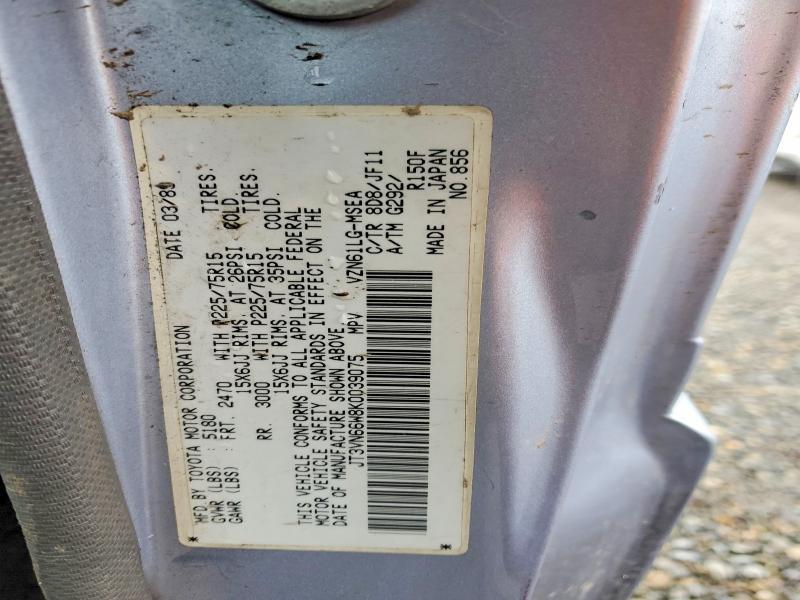 MFD BY TOYOTA MOTOR CORPORATION DATE 03/89
GVWR (LBS) : 5180
GAWR (LBS) : FRT. 2470 WITH P225/75R15 TIRES.
15X6JJ RIMS. AT 26PSI COLD.
RR. 3000 WITH P225/75R15 TIRES.
15X6JJ RIMS. AT 35PSI COLD.
THIS VEHICLE CONFORMS TO ALL APPLICABLE FEDERAL
MOTOR VEHICLE SAFETY STANDARDS IN EFFECT ON THE
DATE OF MANUFACTURE SHOWN ABOVE.
JT3VN66W8K0039075 MPV VZN61LG-MSEA
C/TR 8D8/JF11
A/TM G292/
R150F
MADE IN JAPAN
NO.856